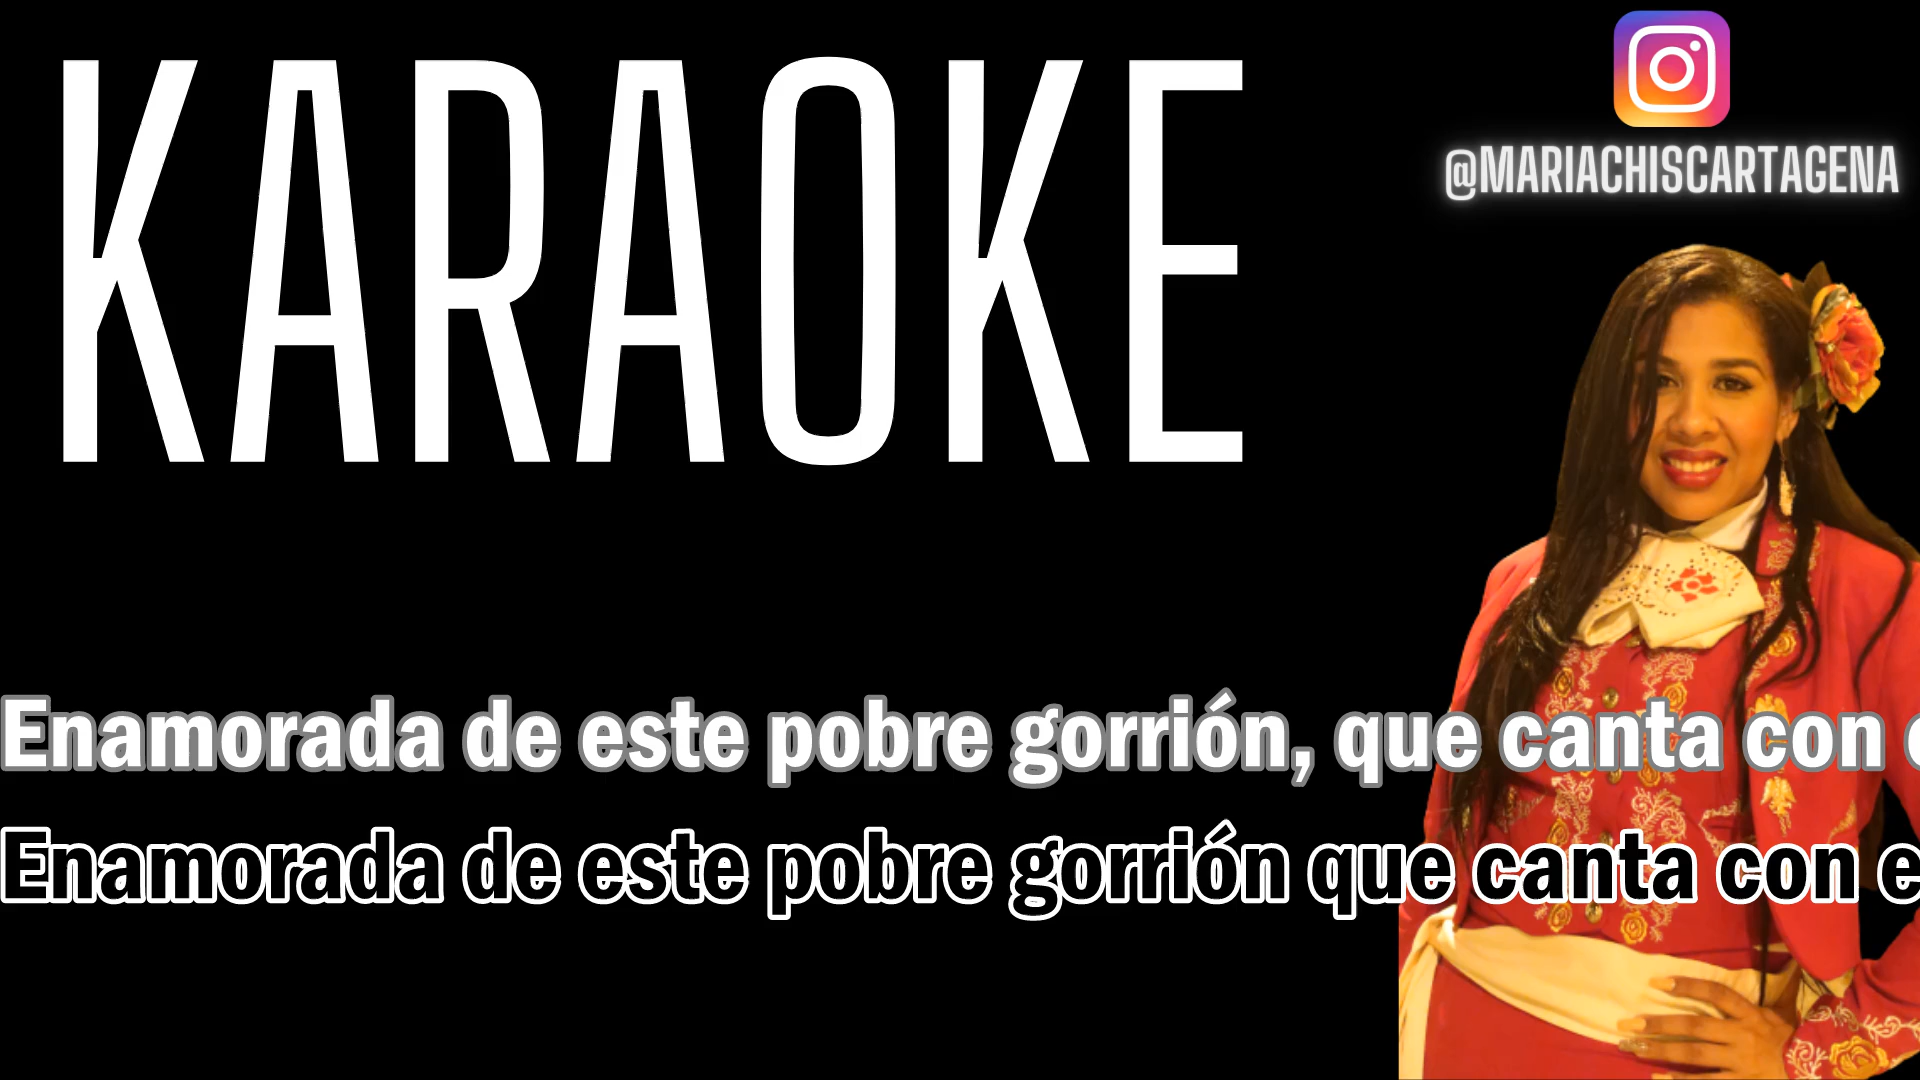 KARAOKE
@MARIACHISCARTAGENA
Enamorada de este pobre gorrión, que canta con
Enamorada de este pobre gorrión que canta con e